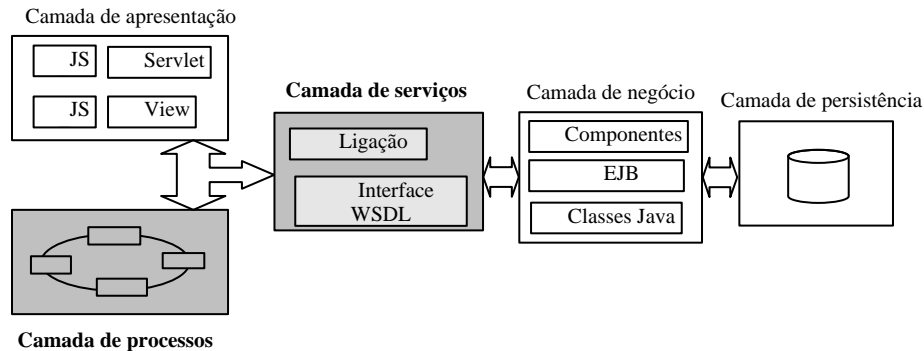 Camada de apresentação
JS
Servlet
JS
View
Camada de serviços
Ligação
Interface
WSDL
Camada de negócio
Componentes
EJB
Classes Java
Camada de persistência
Camada de processos